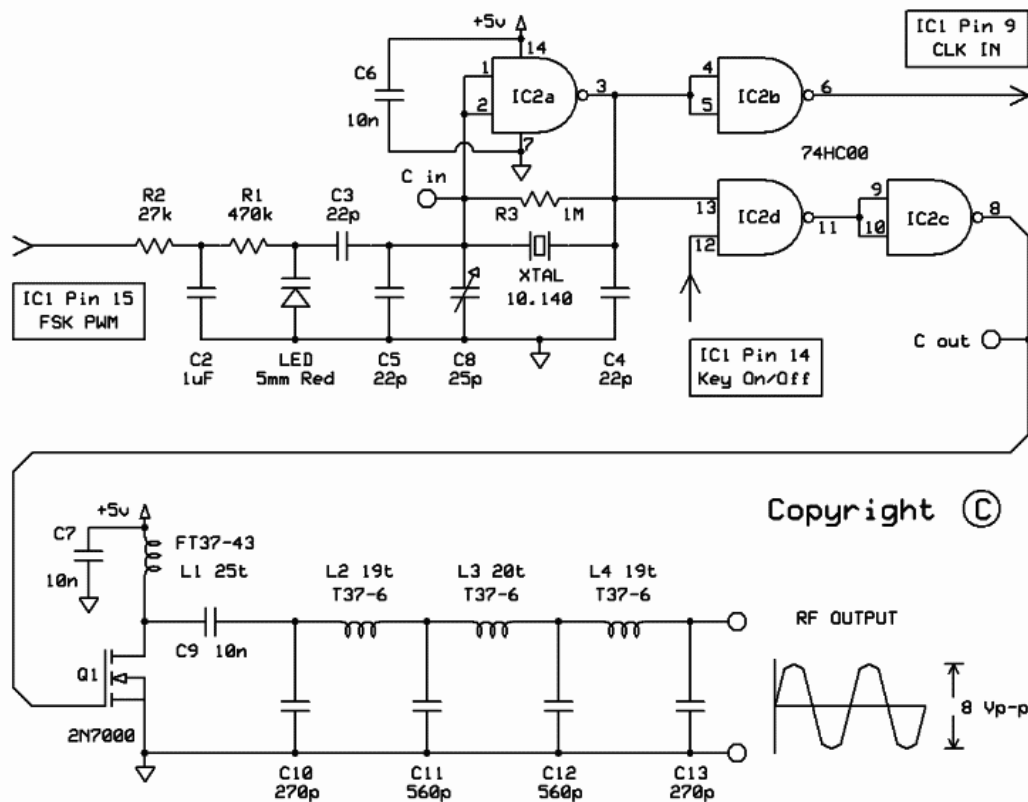 +5v
14
IC1 Pin 9
CLK IN
C6
10n
1
2
IC2a
3
7
4
5
IC2b
6
74HC00
C in
R2
27k
R1
470k
C3
22p
R3
1M
13
12
IC2d
11
9
10
IC2c
8
XTAL
10.140
IC1 Pin 15
FSK PWM
C2
1uF
LED
5mm Red
C5
22p
C8
25p
C4
22p
IC1 Pin 14
Key On/Off
C out
+5v
C7
10n
FT37-43
L1 25t
L2 19t
T37-6
L3 20t
T37-6
L4 19t
T37-6
Copyright ©
RF OUTPUT
C9 10n
Q1
2N7000
8 Vp-p
C10
270p
C11
560p
C12
560p
C13
270p